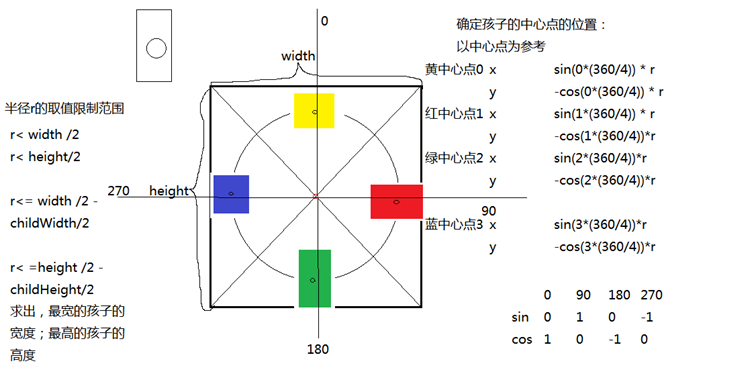 0
width
270
height
90
180
半径r的取值限制范围
r< width /2
r< height/2
r<= width /2 -
childWidth/2
r< =height /2 -
childHeight/2
求出，最宽的孩子的
宽度；最高的孩子的
高度
确定孩子的中心点的位置：
以中心点为参考
黄中心点0 x sin(0*(360/4)) * r
y -cos(0*(360/4)) * r
红中心点1 x sin(1*(360/4)) * r
y -cos(1*(360/4))*r
绿中心点2 x sin(2*(360/4))*r
y -cos(2*(360/4))*r
蓝中心点3 x sin(3*(360/4))*r
y -cos(3*(360/4))*r
0 90 180 270
sin 0 1 0 -1
cos 1 0 -1 0